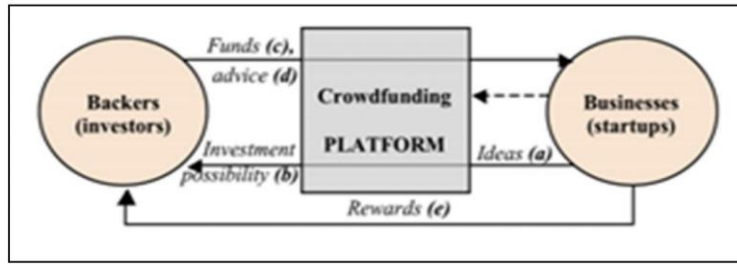 Funds (c),
advice (d)
Backers
(investors)
Crowdfunding
PLATFORM
Businesses
(startups)
Investment
possibility (b)
Ideas (a)
Rewards (e)